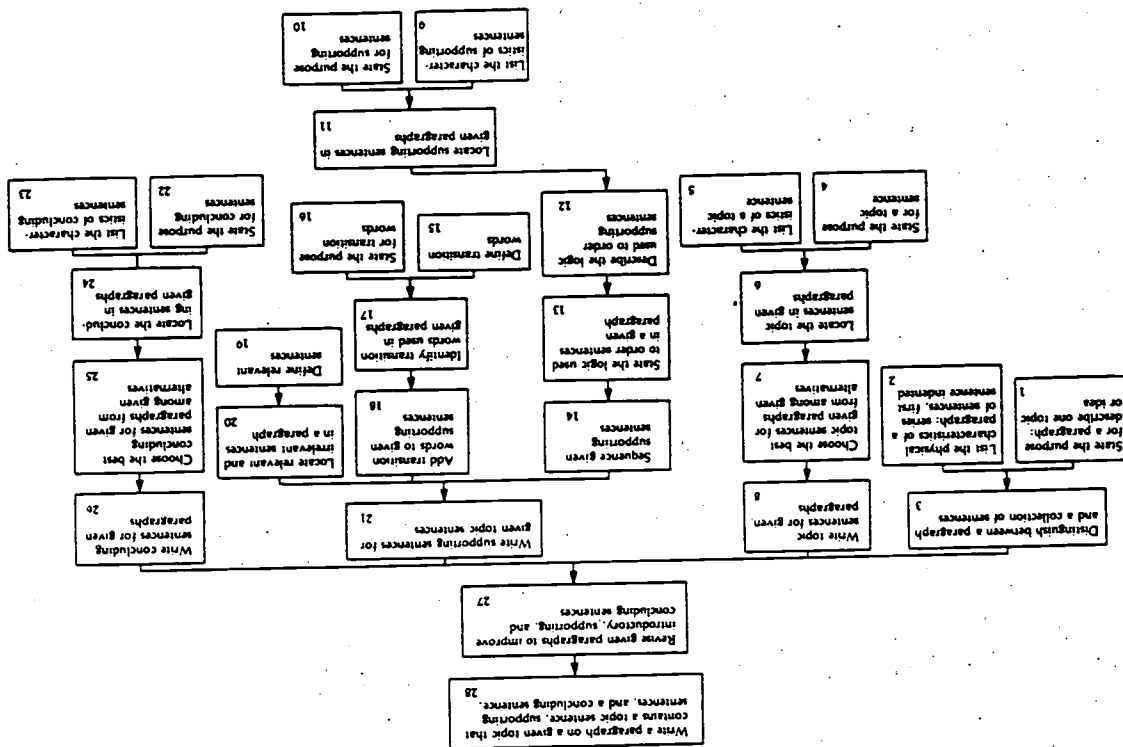 Write a paragraph on a given topic that
contains a topic sentence, supporting
sentences, and a concluding sentence.
28
Revise given paragraphs to improve
introductory, supporting, and
concluding sentences
27
Distinguish between a paragraph
and a collection of sentences
3
Write topic
sentences for given
paragraphs
8
Write supporting sentences for
given topic sentences
21
Write concluding
sentences for given
paragraphs
26
State the purpose
for a paragraph:
describe one topic
or idea
1
List the physical
characteristics of a
paragraph: series
of sentences, first
sentence indented
2
Choose the best
topic sentences for
given paragraphs
from among given
alternatives
7
Sequence given
supporting
sentences
14
Add transition
words to given
supporting
sentences
18
Locate relevant and
irrelevant sentences
in a paragraph
20
Choose the best
concluding
sentences for given
paragraphs from
among given
alternatives
25
Locate the topic
sentences in given
paragraphs
6
State the logic used
to order sentences
in a given
paragraph
13
Identify transition
words used in
given paragraphs
17
Define relevant
sentences
19
Locate the conclud-
ing sentences in
given paragraphs
24
State the purpose
for a topic
sentence
4
List the character-
istics of a topic
sentence
5
Describe the logic
used to order
supporting
sentences
12
Define transition
words
15
State the purpose
for transition
words
16
State the purpose
for concluding
sentences
22
List the character-
istics of concluding
sentences
23
Locate supporting sentences in
given paragraphs
11
List the character-
istics of supporting
sentences
9
State the purpose
for supporting
sentences
10